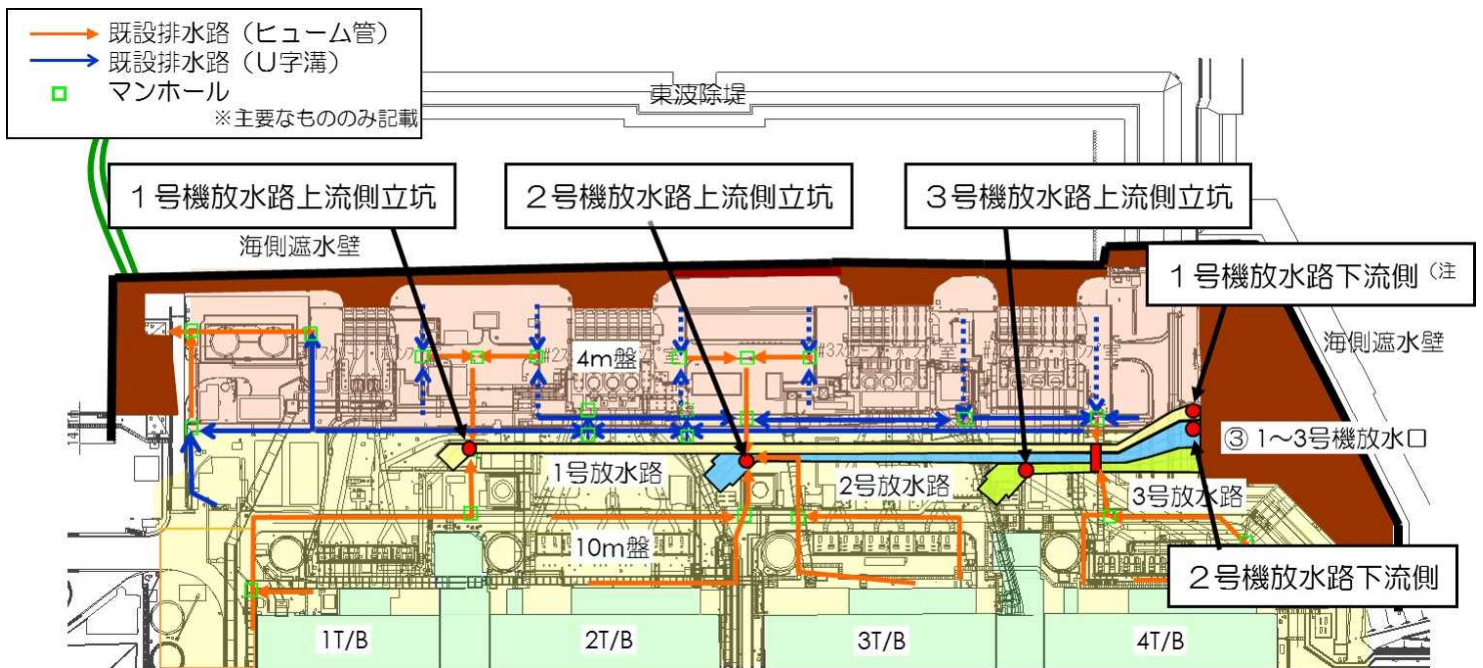 既設排水路（ヒューム管）
既設排水路（U字溝）
マンホール
※主要なもののみ記載
東波除堤
１号機放水路上流側立坑
２号機放水路上流側立坑
３号機放水路上流側立坑
海側遮水壁
１号機放水路下流側（注
海側遮水壁
4m盤
③ 1～3号機放水口
1号放水路
2号放水路
3号放水路
10m盤
２号機放水路下流側
1T/B
2T/B
3T/B
4T/B